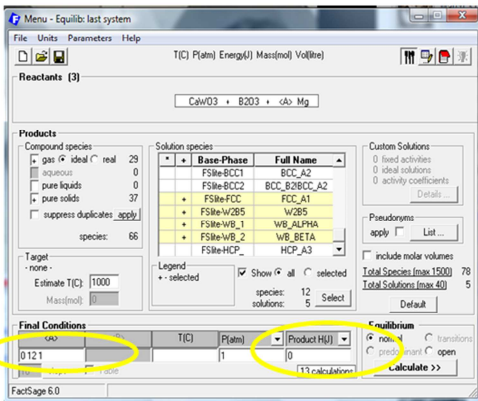 Menu - Equilib: last system
File Units Parameters Help
T(C) P(atm) Energy(J) Mass(mol) Vol(litre)
Reactants (3)
CaWO3 + B2O3 + <A> Mg
Products
Compound species
+ gas ideal real 29
aqueous 0
pure liquids 0
+ pure solids 37
suppress duplicates apply
species: 66
Target
- none -
Estimate T(C): 1000
Mass(mol): 0
Solution species
* + Base-Phase Full Name
FSlite-BCC1 BCC_A2
FSlite-BCC2 BCC_B2|BCC_A2
+ FSlite-FCC FCC_A1
+ FSlite-W2B5 W2B5
+ FSlite-WB_1 WB_ALPHA
+ FSlite-WB_2 WB_BETA
FSlite-HCP_ HCP_A3
Legend
+ - selected
Show all selected
species: 12
solutions: 5
Select
Custom Solutions
0 fixed activities
0 ideal solutions
0 activity coefficients
Details ...
Pseudonyms
apply List ...
include molar volumes
Total Species (max 1500) 78
Total Solutions (max 40) 5
Default
Final Conditions
<A> T(C) P(atm) Product H(J)
0 12 1 1 0
10 Table
13 calculations
Equilibrium
normal transitions
predominant open
Calculate >>
FactSage 6.0